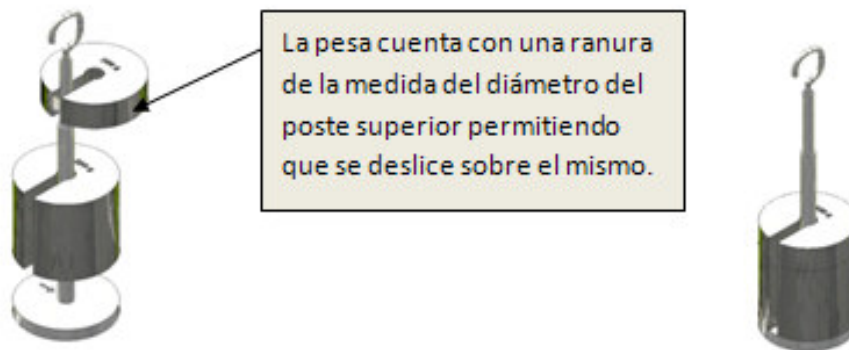 La pesa cuenta con una ranura
de la medida del diámetro del
poste superior permitiendo
que se deslice sobre el mismo.